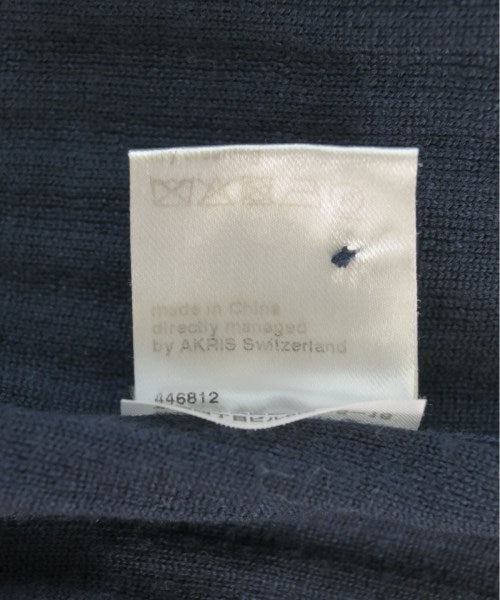 made in China
directly managed
by AKRIS Switzerland
446812